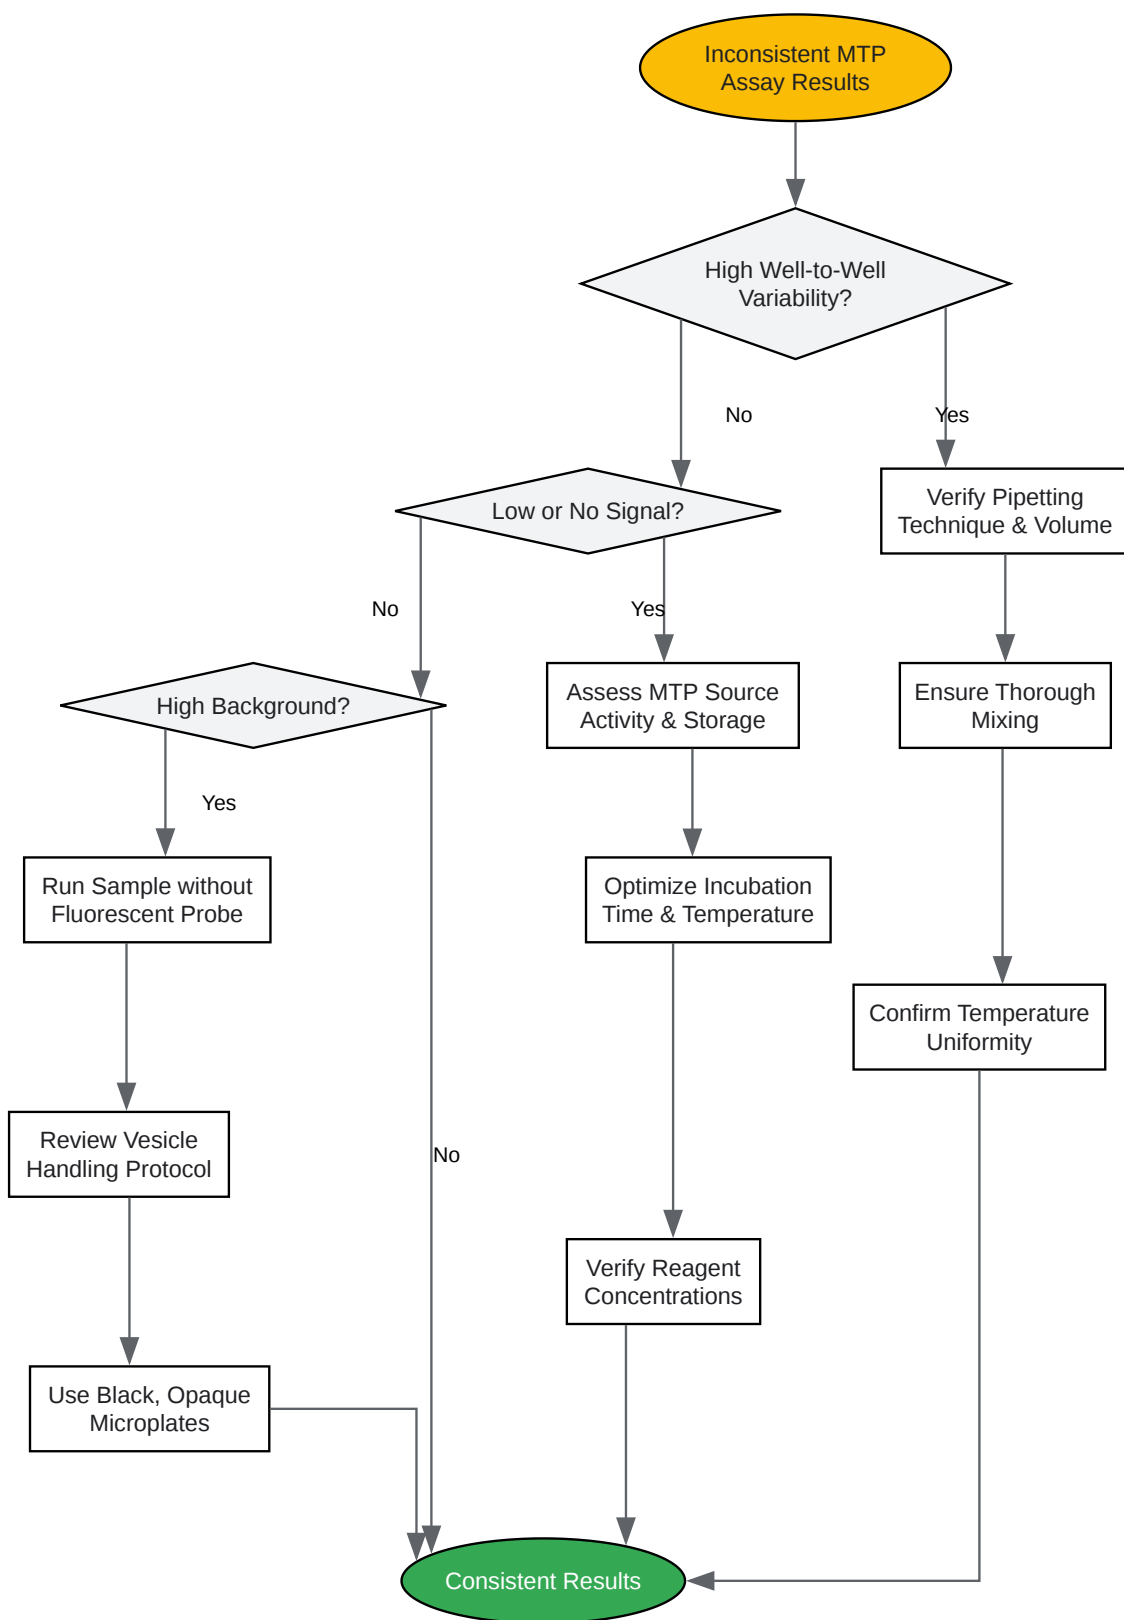 Inconsistent MTP
Assay Results
High Well-to-Well
Variability?
No
Yes
Low or No Signal?
Verify Pipetting
Technique & Volume
No
Yes
High Background?
Assess MTP Source
Activity & Storage
Ensure Thorough
Mixing
Yes
Run Sample without
Fluorescent Probe
Optimize Incubation
Time & Temperature
Confirm Temperature
Uniformity
Review Vesicle
Handling Protocol
No
Verify Reagent
Concentrations
Use Black, Opaque
Microplates
Consistent Results